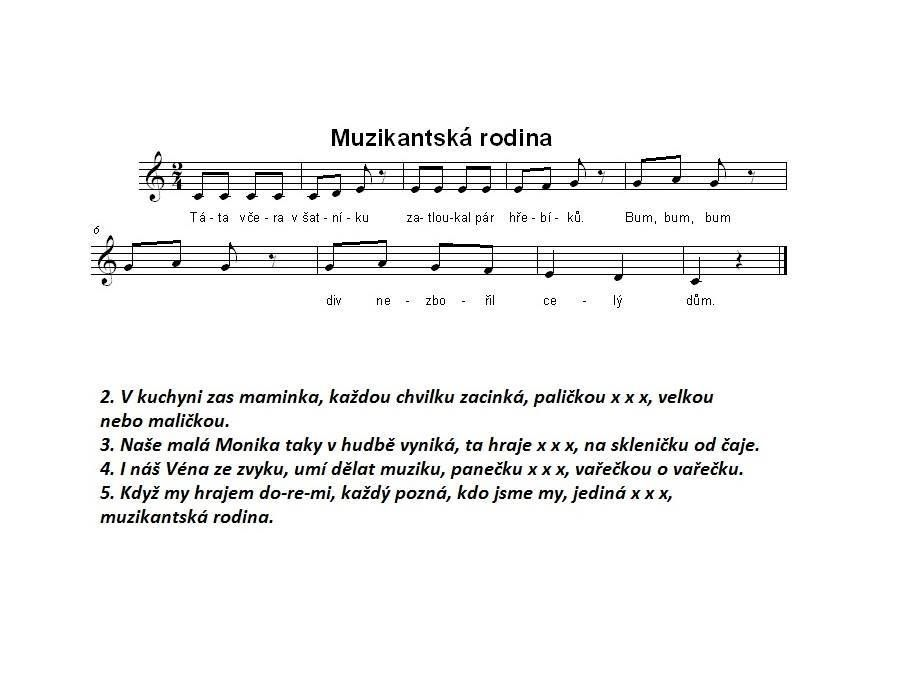 Muzikantská rodina
Tá - ta vče - ra v šat - ní - ku za - tlou - kal pár hře - bí - ků. Bum, bum, bum
6
div ne - zbo - řil ce - lý dům.
2. V kuchyni zas maminka, každou chvilku zacinká, paličkou x x x, velkou
nebo maličkou.
3. Naše malá Monika taky v hudbě vyniká, ta hraje x x x, na skleničku od čaje.
4. I náš Véna ze zvyku, umí dělat muziku, panečku x x x, vařečkou o vařečku.
5. Když my hrajem do-re-mi, každý pozná, kdo jsme my, jediná x x x,
muzikantská rodina.